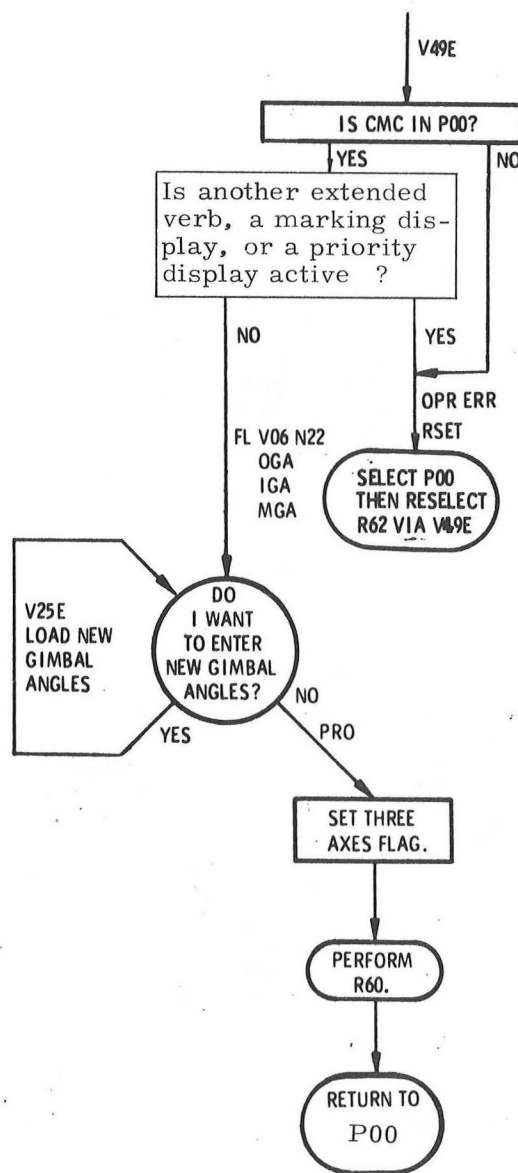 V49E
IS CMC IN P00?
YES
NO
Is another extended
verb, a marking dis-
play, or a priority
display active ?
NO
YES
OPR ERR
RSET
FL V06 N22
OGA
IGA
MGA
SELECT P00
THEN RESELECT
R62 VIA V49E
DO
I WANT
TO ENTER
NEW GIMBAL
ANGLES?
V25E
LOAD NEW
GIMBAL
ANGLES
YES
NO
PRO
SET THREE
AXES FLAG.
PERFORM
R60.
RETURN TO
P00